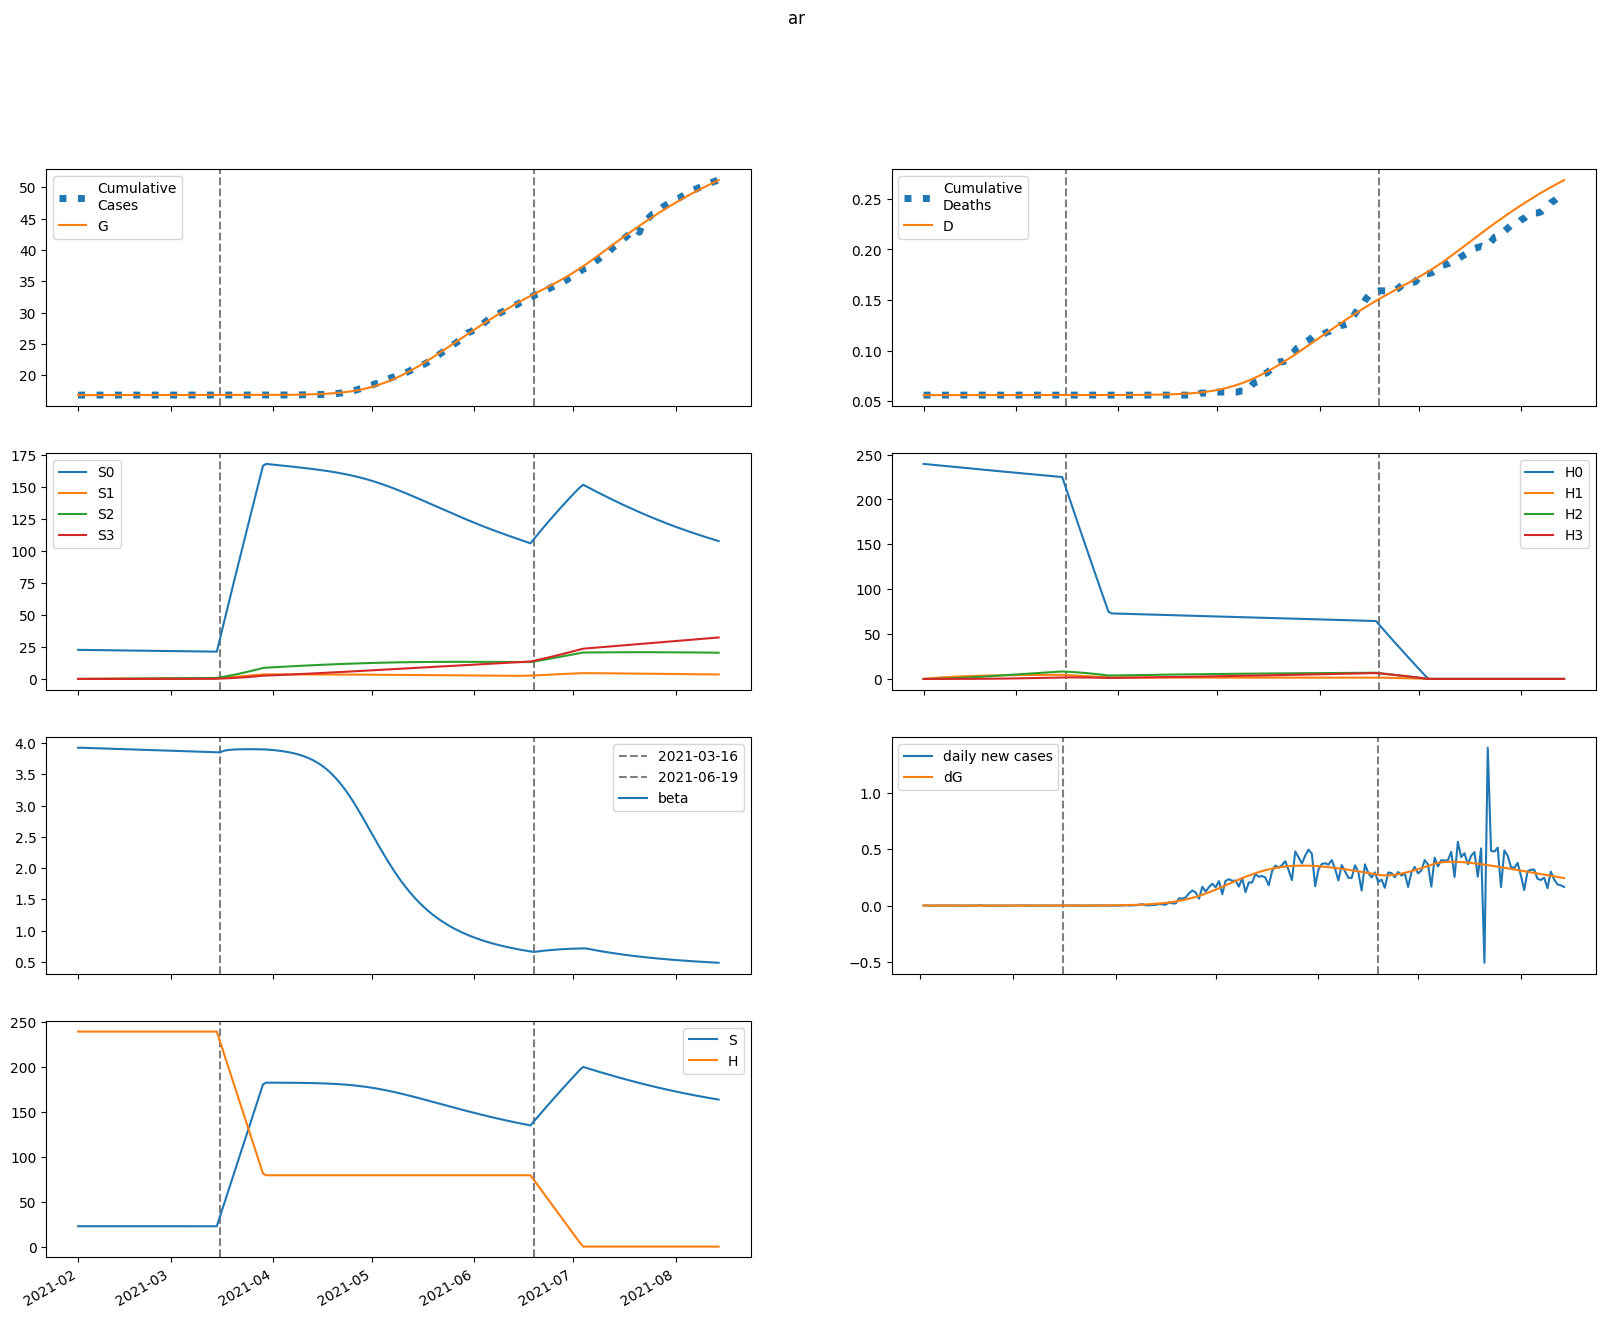 ar
50
45
40
35
30
25
20
Cumulative
Cases
G
0.25
0.20
0.15
0.10
0.05
Cumulative
Deaths
D
175
150
125
100
75
50
25
0
S0
S1
S2
S3
250
200
150
100
50
0
H0
H1
H2
H3
4.0
3.5
3.0
2.5
2.0
1.5
1.0
0.5
2021-03-16
2021-06-19
beta
1.0
0.5
0.0
−0.5
daily new cases
dG
250
200
150
100
50
0
S
H
2021-02
2021-03
2021-04
2021-05
2021-06
2021-07
2021-08